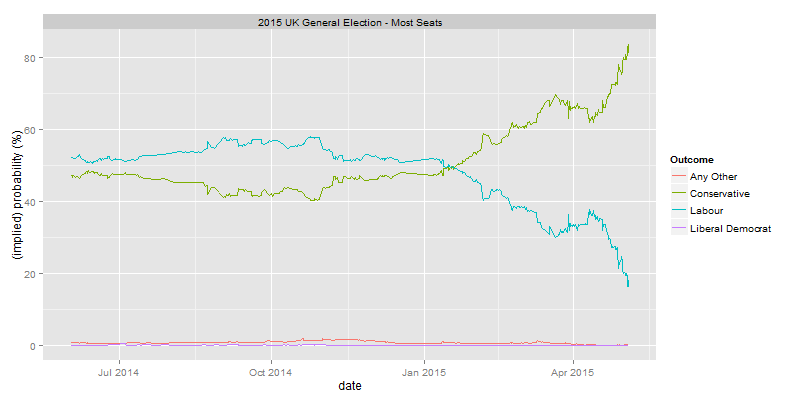 2015 UK General Election - Most Seats
(implied) probability (%)
80
60
40
20
0
Jul 2014
Oct 2014
Jan 2015
Apr 2015
date
Outcome
Any Other
Conservative
Labour
Liberal Democrat